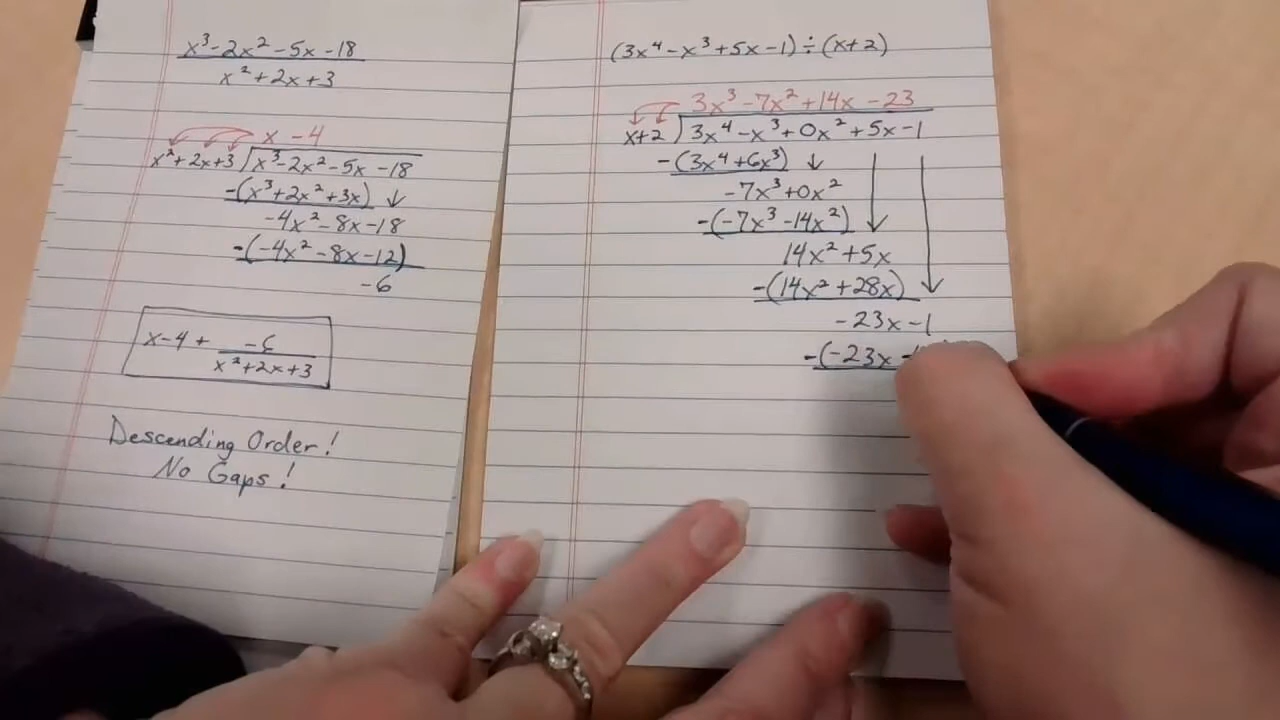 x³-2x²-5x-18
x²+2x+3
x -4
x²+2x+3 x³-2x²-5x-18
-(x³+2x²+3x) ↓
-4x²-8x-18
-(-4x²-8x-12)
-6
x-4 + -6
x²+2x+3
Descending Order!
No Gaps!
(3x⁴-x³+5x-1)÷(x+2)
3x³-7x²+14x-23
x+2 3x⁴-x³+0x²+5x-1
-(3x⁴+6x³) ↓
-7x³+0x²
-(-7x³-14x²)
14x²+5x
-(14x²+28x)
-23x-1
-(-23x